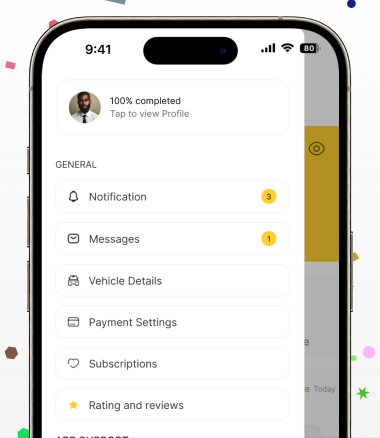 9:41
80
100% completed
Tap to view Profile
GENERAL
Notification
3
Messages
1
Vehicle Details
Payment Settings
Subscriptions
e Today
Rating and reviews
APP SUPPORT